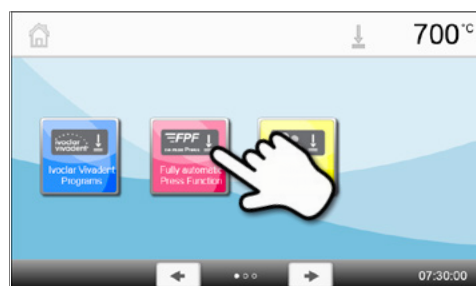 700°C
ivoclar
vivadent
FPF
Ivoclar Vivadent
Programs
Fully automatic
Press Function
07:30:00